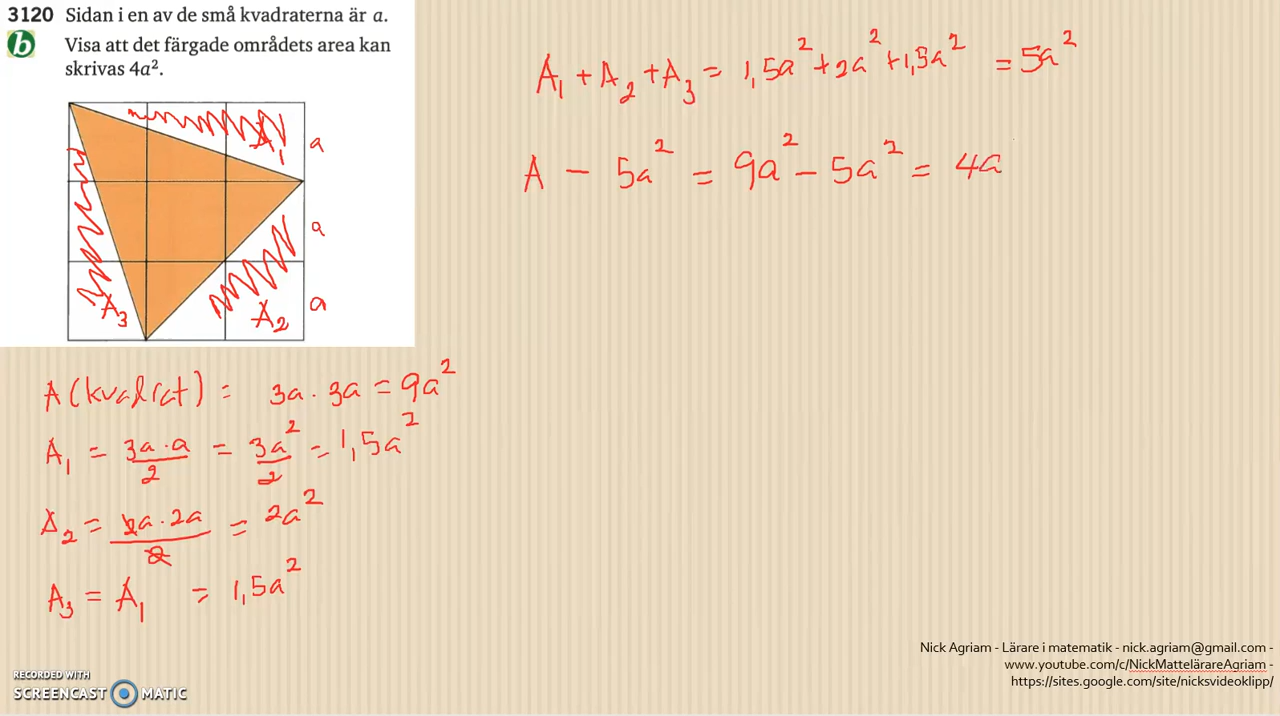 3120 Sidan i en av de små kvadraterna är a.
b Visa att det färgade områdets area kan
skrivas 4a².
A₁
a
a
a
A₃
A₂
A (kvadrat) = 3a · 3a = 9a²
A₁ = 3a · a / 2 = 3a² / 2 = 1,5a²
A₂ = 2a · 2a / 2 = 2a²
A₃ = A₁ = 1,5a²
A₁ + A₂ + A₃ = 1,5a² + 2a² + 1,5a² = 5a²
A − 5a² = 9a² − 5a² = 4a
Nick Agriam - Lärare i matematik - nick.agriam@gmail.com -
www.youtube.com/c/NickMattelärareAgriam -
https://sites.google.com/site/nicksvideoklipp/
RECORDED WITH
SCREENCAST MATIC